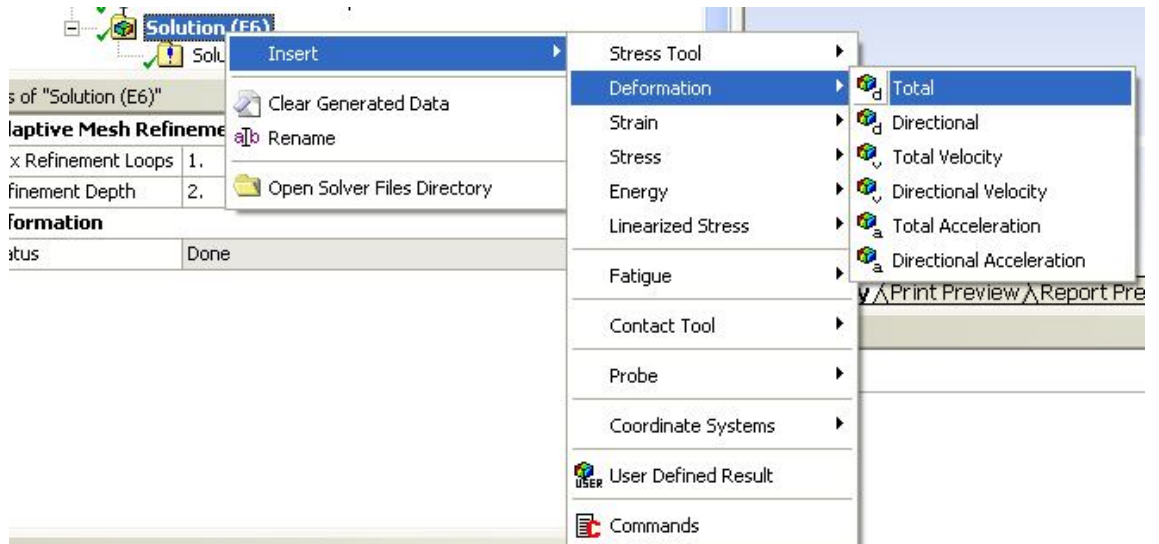 Solution (E6)
Solu
s of "Solution (E6)"
laptive Mesh Refineme
x Refinement Loops 1.
finement Depth 2.
formation
atus Done
Insert
Clear Generated Data
Rename
Open Solver Files Directory
Stress Tool
Deformation
Strain
Stress
Energy
Linearized Stress
Fatigue
Contact Tool
Probe
Coordinate Systems
USER User Defined Result
Commands
Total
Directional
Total Velocity
Directional Velocity
Total Acceleration
Directional Acceleration
y Print Preview Report Pre